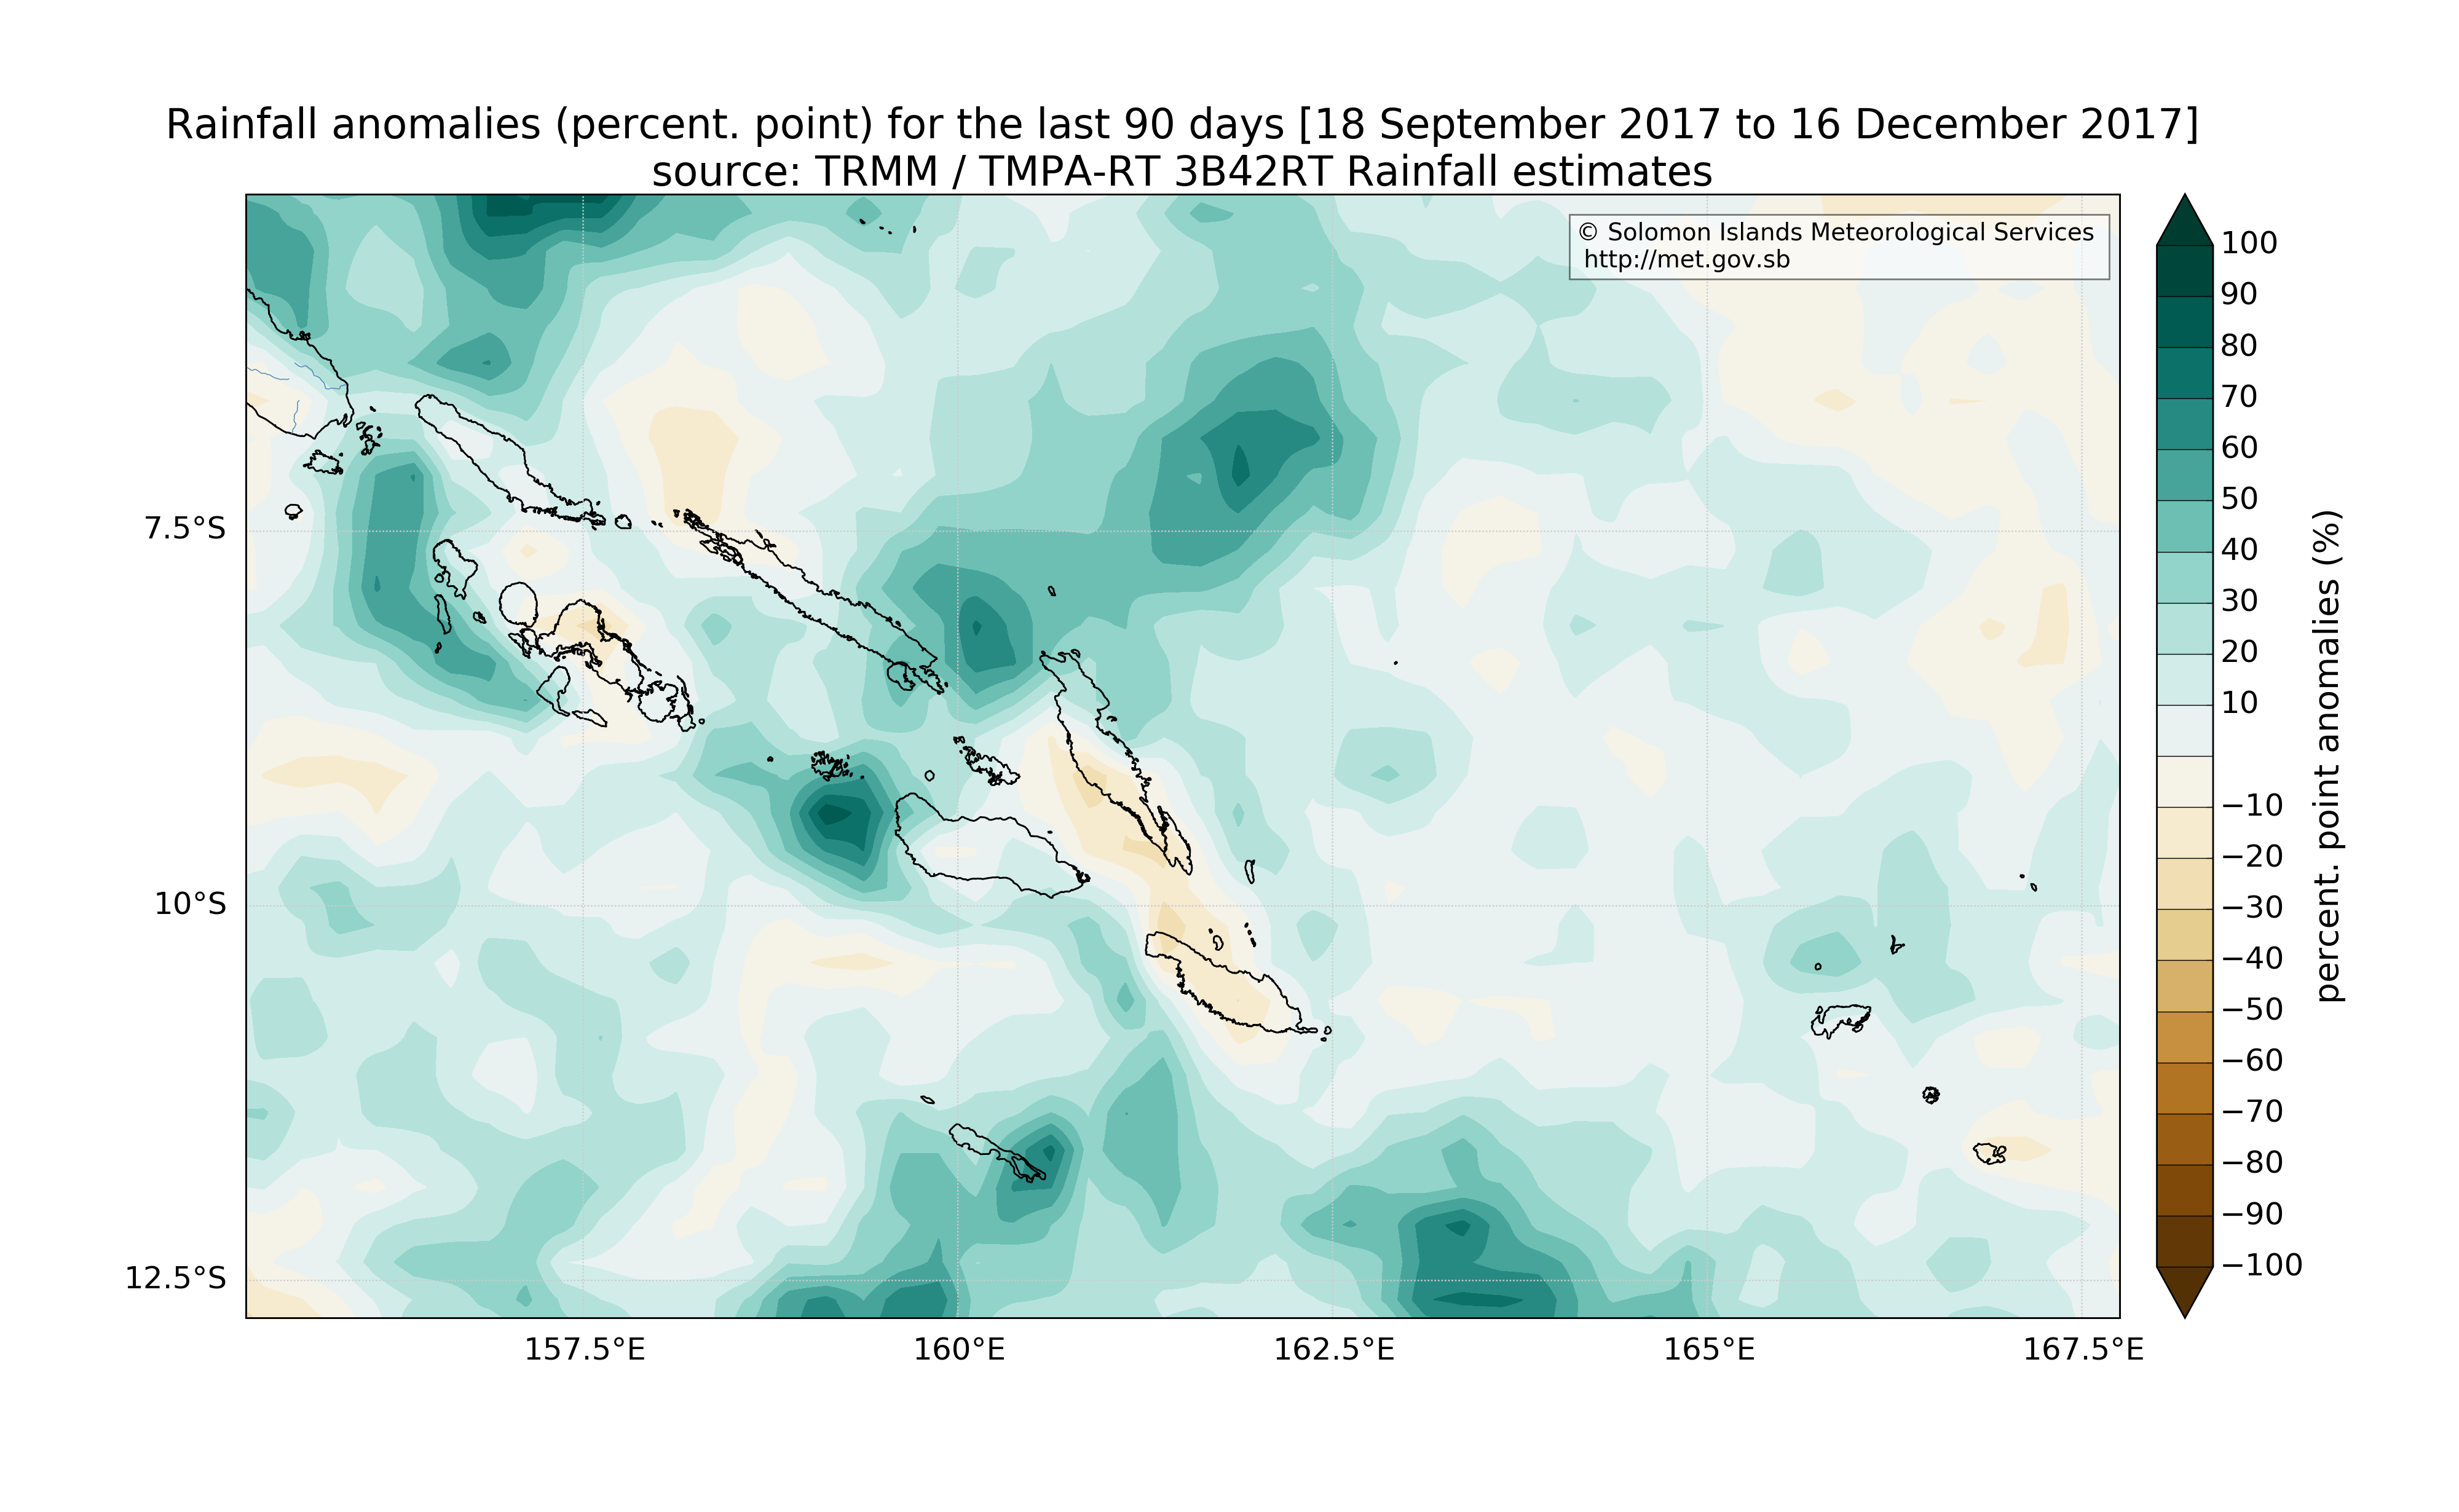 Rainfall anomalies (percent. point) for the last 90 days [18 September 2017 to 16 December 2017]
source: TRMM / TMPA-RT 3B42RT Rainfall estimates
© Solomon Islands Meteorological Services
http://met.gov.sb
7.5°S
10°S
12.5°S
157.5°E
160°E
162.5°E
165°E
167.5°E
100
90
80
70
60
50
40
30
20
10
−10
−20
−30
−40
−50
−60
−70
−80
−90
−100
percent. point anomalies (%)